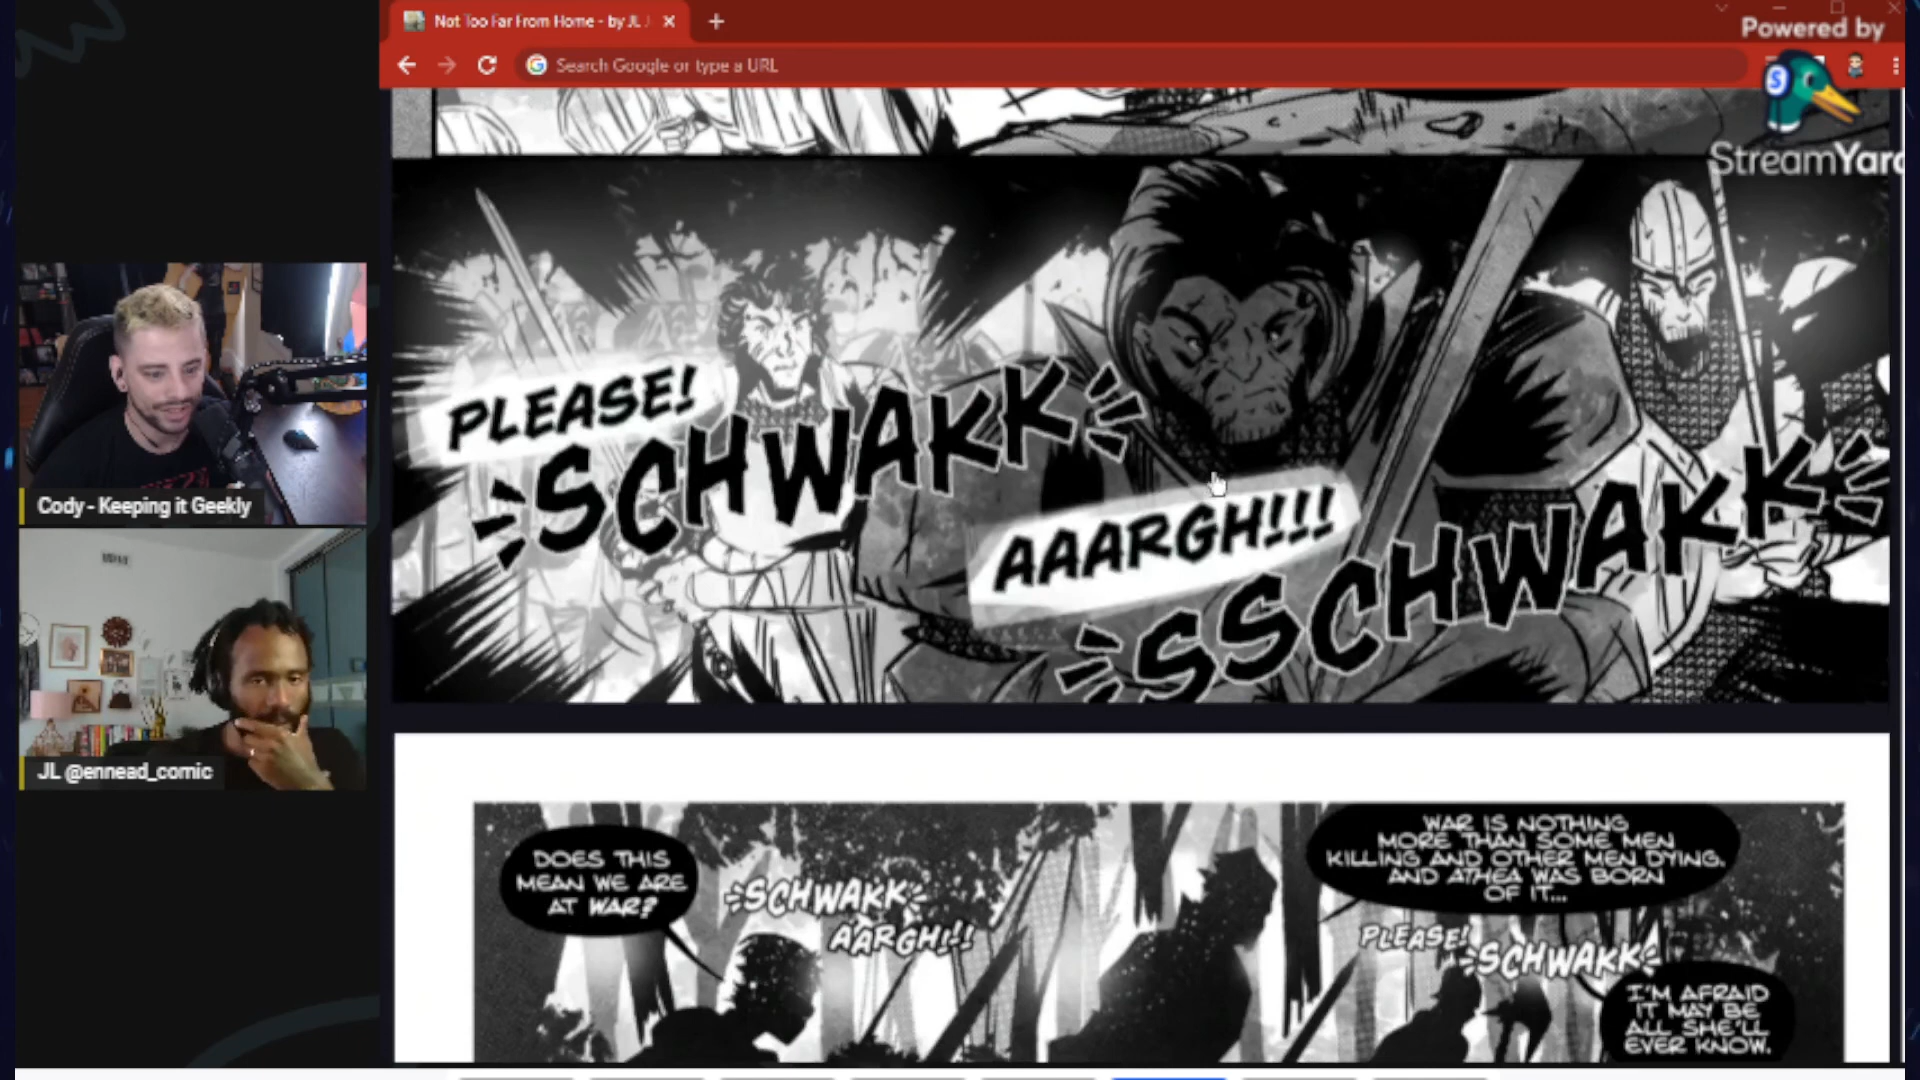 Not Too Far From Home - by JL J
Search Google or type a URL
Powered by
S
StreamYard
PLEASE!
SCHWAKK
AAARGH!!!
SSCHWAKK
Cody - Keeping it Geekly
JL @ennead_comic
DOES THIS
MEAN WE ARE
AT WAR?
SCHWAKK
AARGH!!!
WAR IS NOTHING
MORE THAN SOME MEN
KILLING AND OTHER MEN DYING.
AND ATHEA WAS BORN
OF IT...
PLEASE!
SCHWAKK
I'M AFRAID
IT MAY BE
ALL SHE'LL
EVER KNOW.